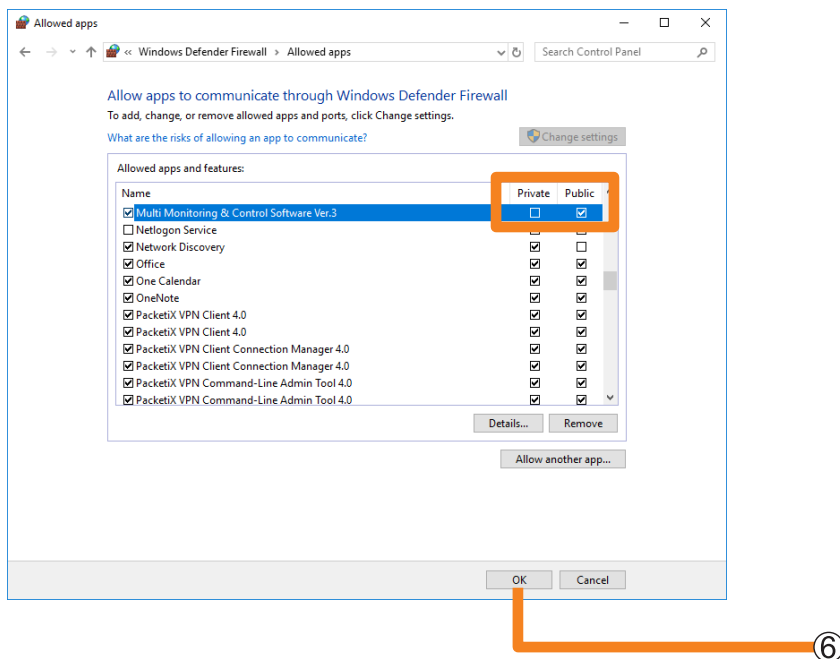 Allowed apps
« Windows Defender Firewall > Allowed apps
Search Control Panel
Allow apps to communicate through Windows Defender Firewall
To add, change, or remove allowed apps and ports, click Change settings.
What are the risks of allowing an app to communicate?
Change settings
Allowed apps and features:
Name Private Public
Multi Monitoring & Control Software Ver.3
Netlogon Service
Network Discovery
Office
One Calendar
OneNote
PacketiX VPN Client 4.0
PacketiX VPN Client 4.0
PacketiX VPN Client Connection Manager 4.0
PacketiX VPN Client Connection Manager 4.0
PacketiX VPN Command-Line Admin Tool 4.0
PacketiX VPN Command-Line Admin Tool 4.0
Details... Remove
Allow another app...
OK Cancel
⑥